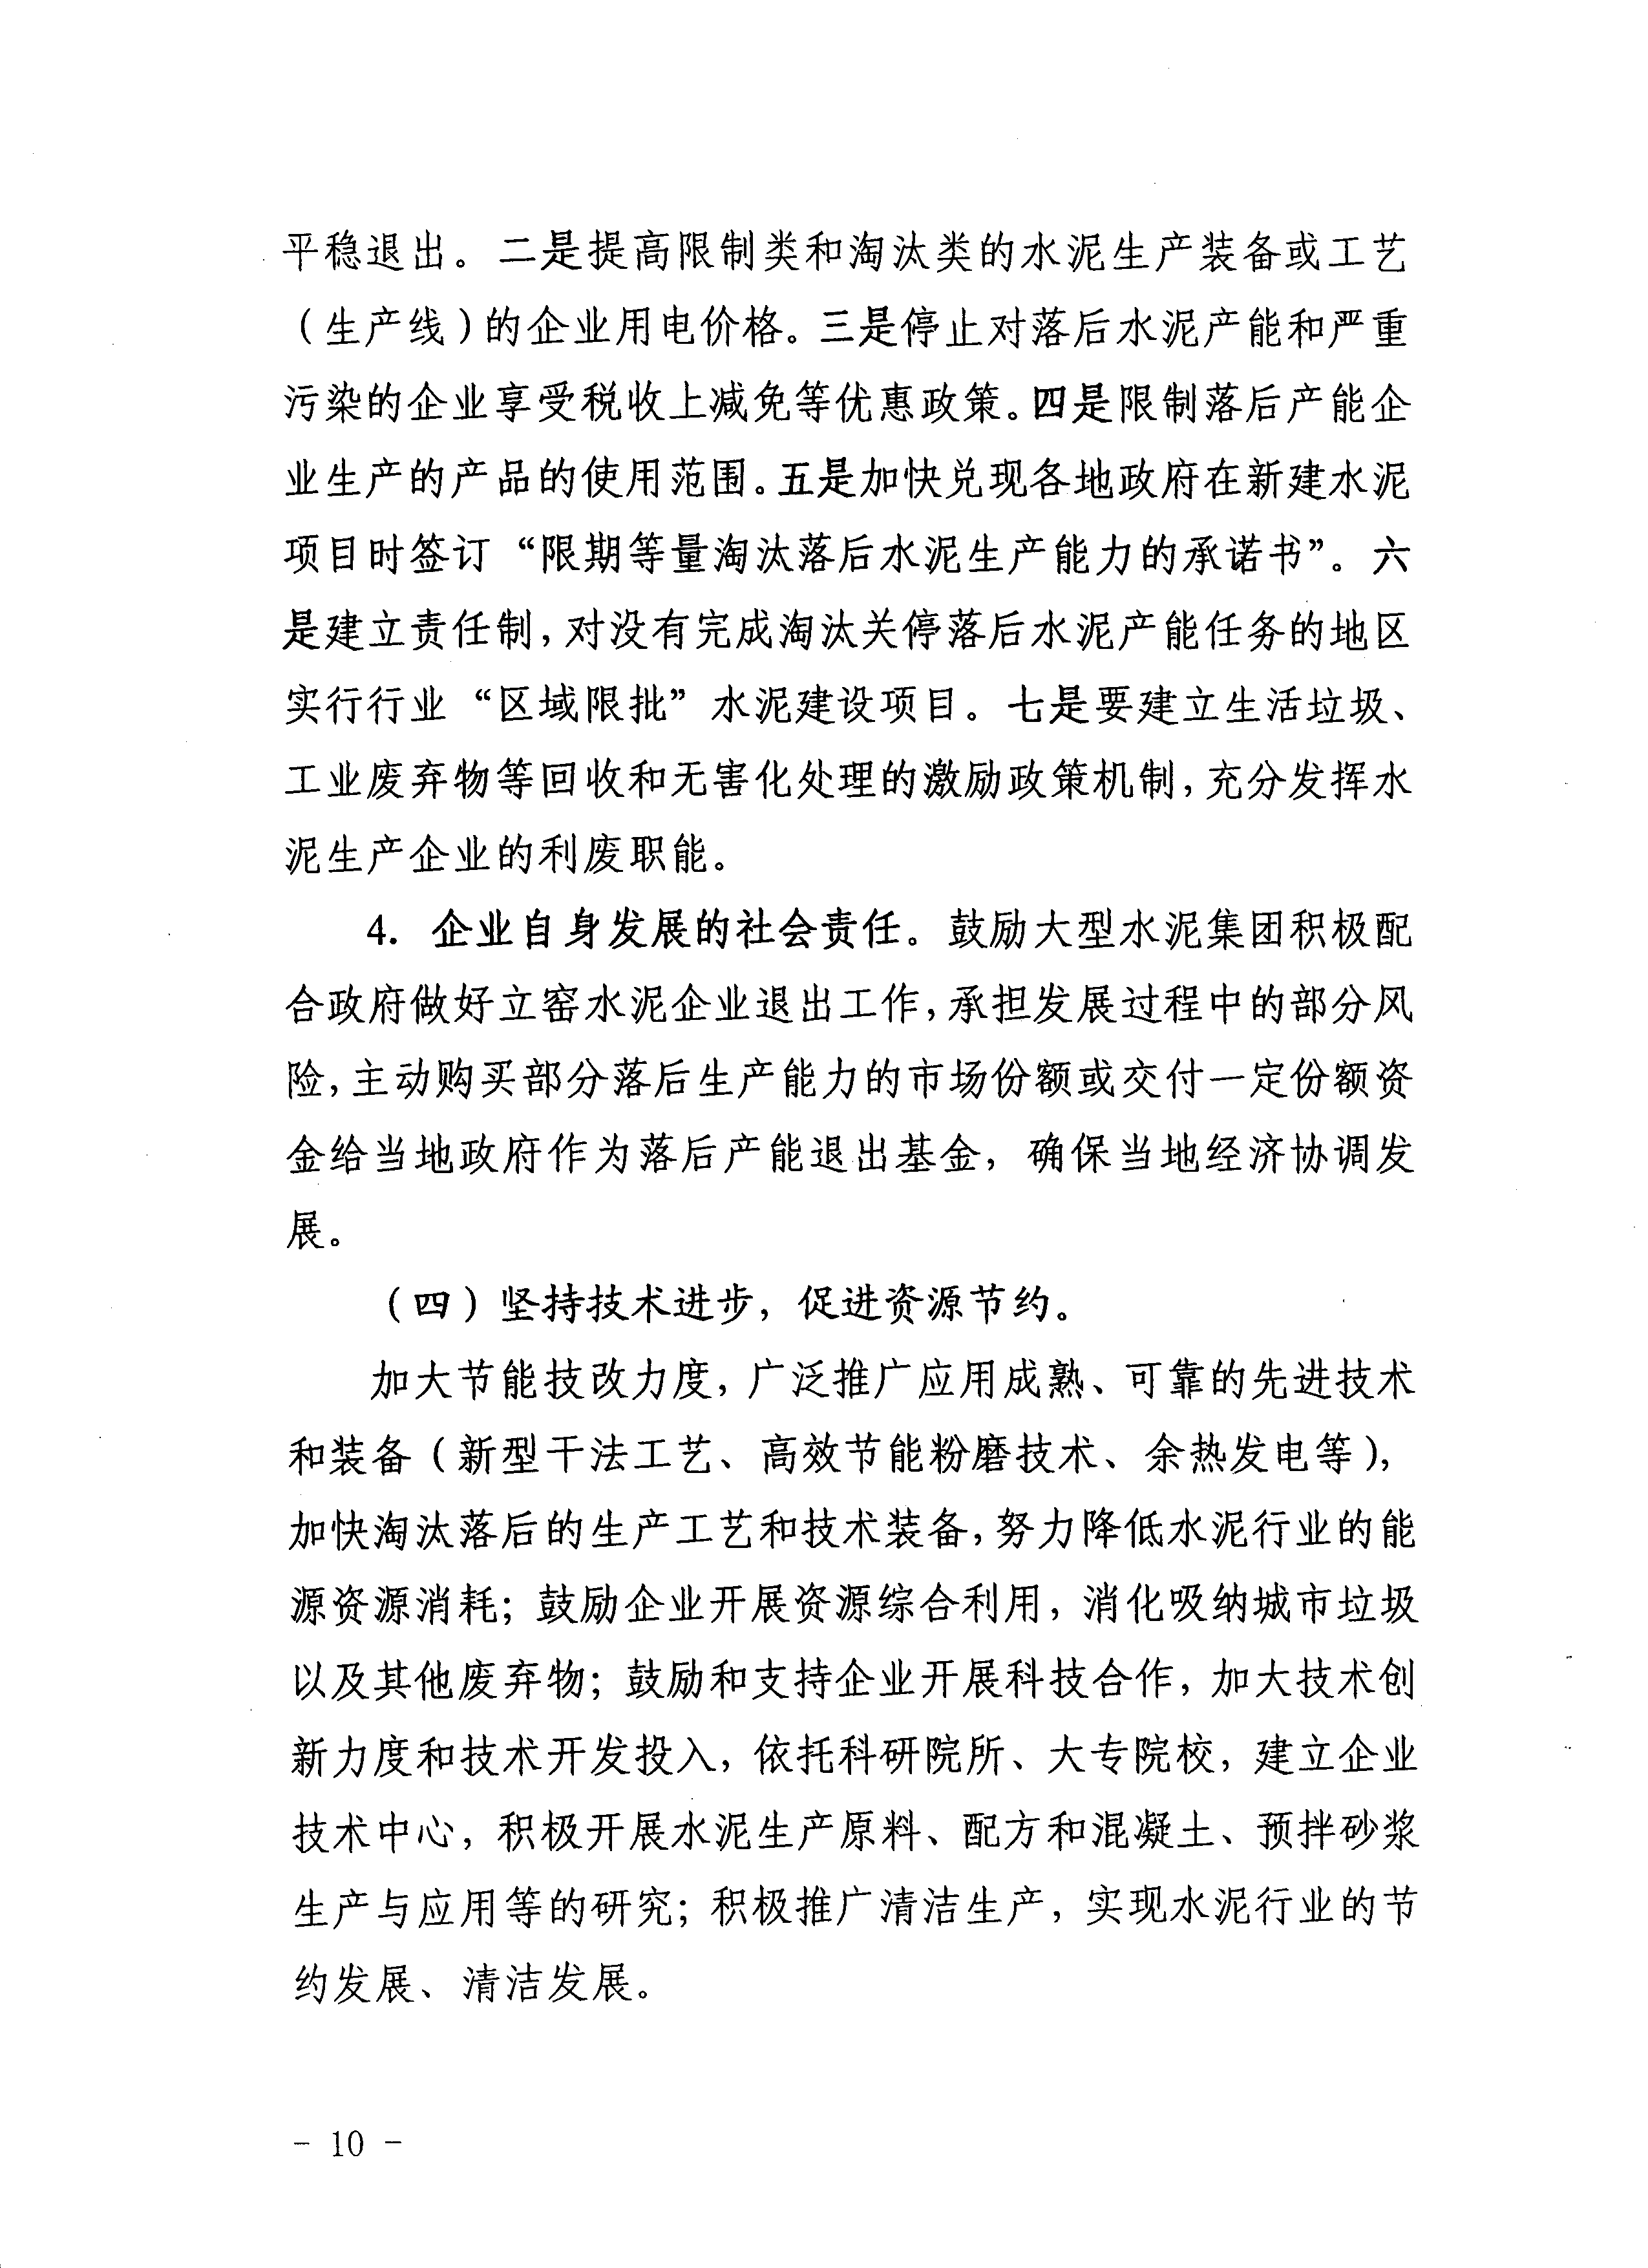 平稳退出。二是提高限制类和淘汰类的水泥生产装备或工艺
（生产线）的企业用电价格。三是停止对落后水泥产能和严重
污染的企业享受税收上减免等优惠政策。四是限制落后产能企
业生产的产品的使用范围。五是加快兑现各地政府在新建水泥
项目时签订“限期等量淘汰落后水泥生产能力的承诺书”。六
是建立责任制，对没有完成淘汰关停落后水泥产能任务的地区
实行行业“区域限批”水泥建设项目。七是要建立生活垃圾、
工业废弃物等回收和无害化处理的激励政策机制，充分发挥水
泥生产企业的利废职能。
4. 企业自身发展的社会责任。鼓励大型水泥集团积极配
合政府做好立窑水泥企业退出工作，承担发展过程中的部分风
险，主动购买部分落后生产能力的市场份额或交付一定份额资
金给当地政府作为落后产能退出基金，确保当地经济协调发
展。
（四）坚持技术进步，促进资源节约。
加大节能技改力度，广泛推广应用成熟、可靠的先进技术
和装备（新型干法工艺、高效节能粉磨技术、余热发电等），
加快淘汰落后的生产工艺和技术装备，努力降低水泥行业的能
源资源消耗；鼓励企业开展资源综合利用，消化吸纳城市垃圾
以及其他废弃物；鼓励和支持企业开展科技合作，加大技术创
新力度和技术开发投入，依托科研院所、大专院校，建立企业
技术中心，积极开展水泥生产原料、配方和混凝土、预拌砂浆
生产与应用等的研究；积极推广清洁生产，实现水泥行业的节
约发展、清洁发展。
- 10 -